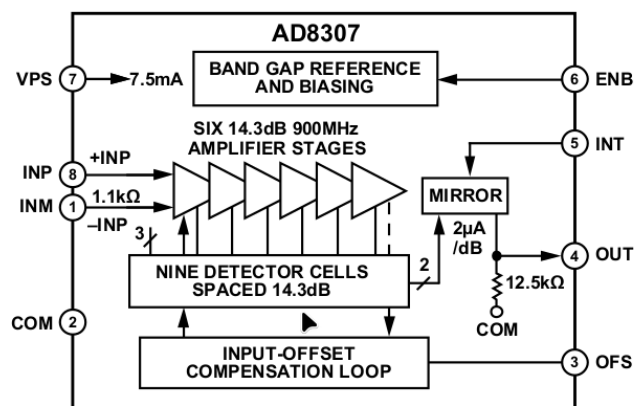 AD8307
VPS 7 7.5mA
BAND GAP REFERENCE
AND BIASING
6 ENB
SIX 14.3dB 900MHz
AMPLIFIER STAGES
5 INT
INP 8 +INP
INM 1 1.1kΩ
–INP
MIRROR
2µA
/dB
3
NINE DETECTOR CELLS
SPACED 14.3dB
2
4 OUT
12.5kΩ
COM
COM 2
INPUT-OFFSET
COMPENSATION LOOP
3 OFS